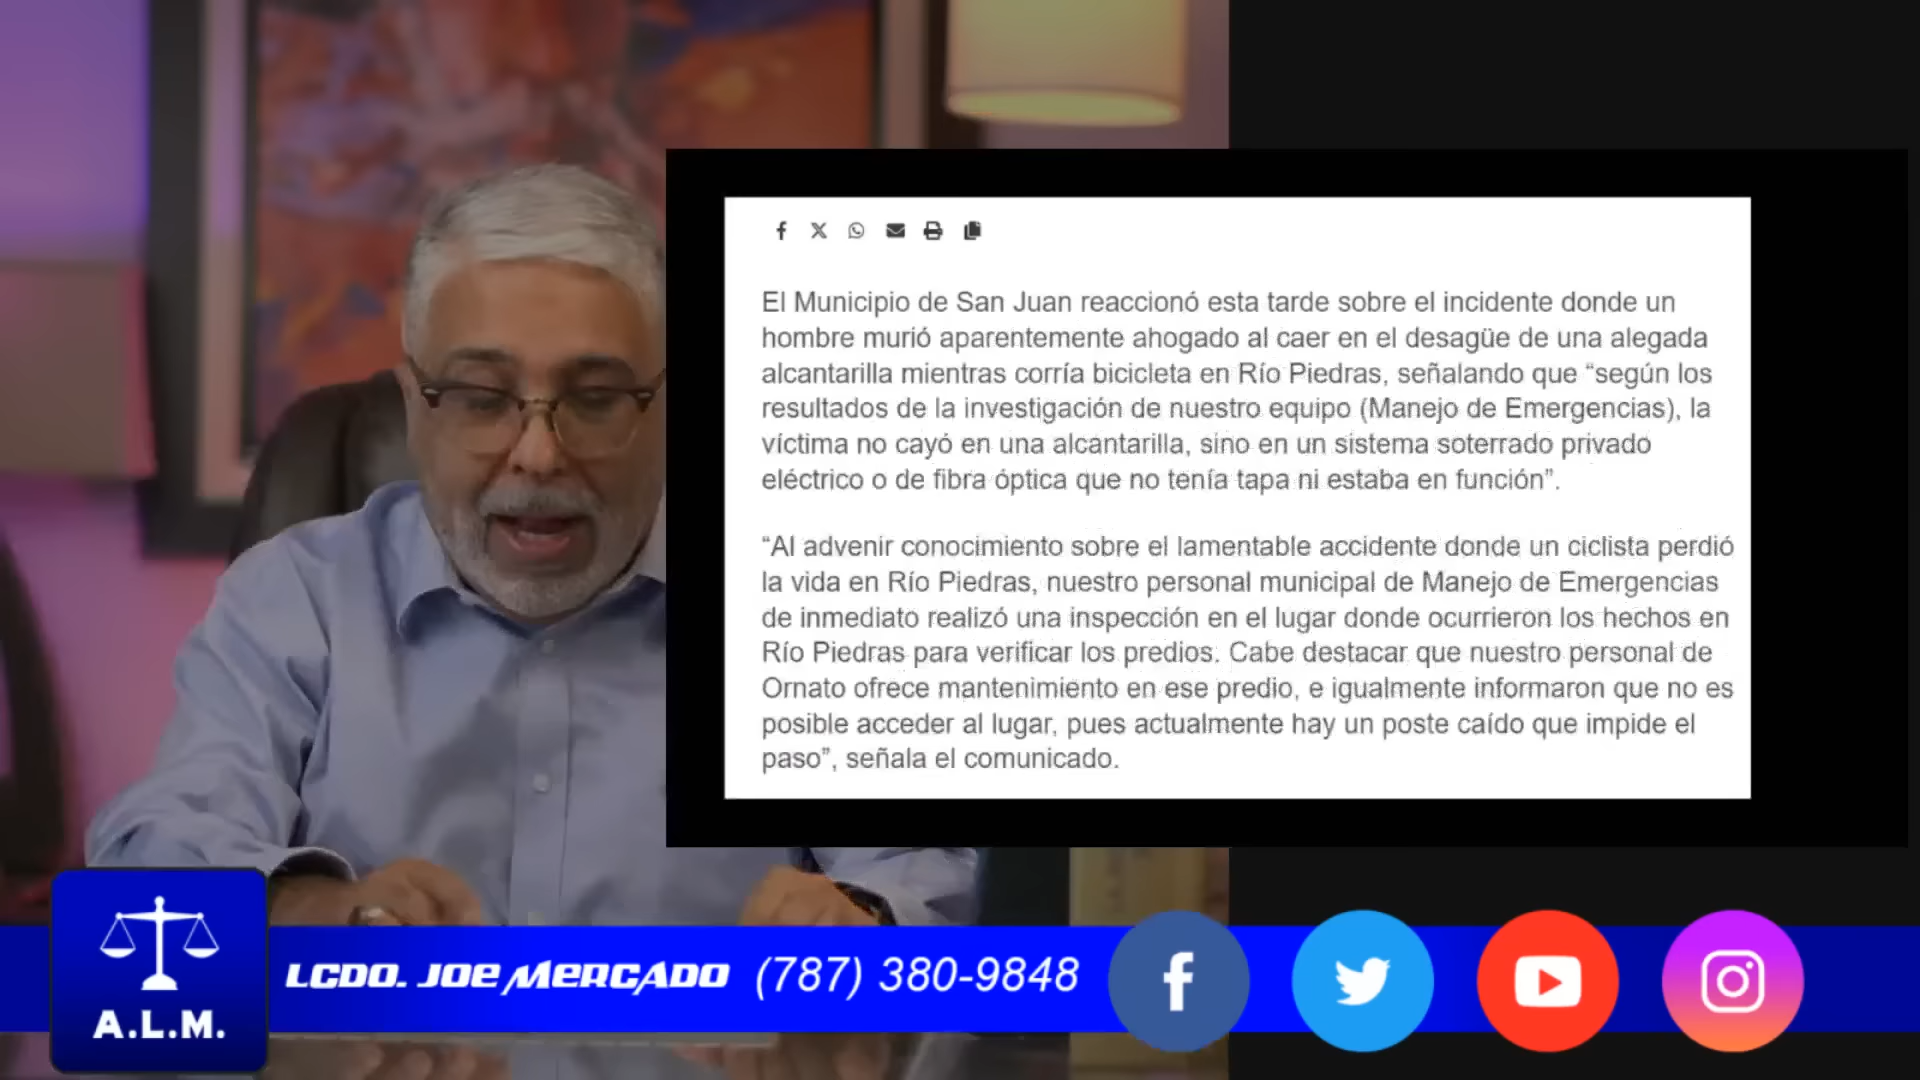 El Municipio de San Juan reaccionó esta tarde sobre el incidente donde un
hombre murió aparentemente ahogado al caer en el desagüe de una alegada
alcantarilla mientras corría bicicleta en Río Piedras, señalando que “según los
resultados de la investigación de nuestro equipo (Manejo de Emergencias), la
víctima no cayó en una alcantarilla, sino en un sistema soterrado privado
eléctrico o de fibra óptica que no tenía tapa ni estaba en función”.
“Al advenir conocimiento sobre el lamentable accidente donde un ciclista perdió
la vida en Río Piedras, nuestro personal municipal de Manejo de Emergencias
de inmediato realizó una inspección en el lugar donde ocurrieron los hechos en
Río Piedras para verificar los predios. Cabe destacar que nuestro personal de
Ornato ofrece mantenimiento en ese predio, e igualmente informaron que no es
posible acceder al lugar, pues actualmente hay un poste caído que impide el
paso”, señala el comunicado.
A.L.M.
LCDO. JOE MERCADO (787) 380-9848